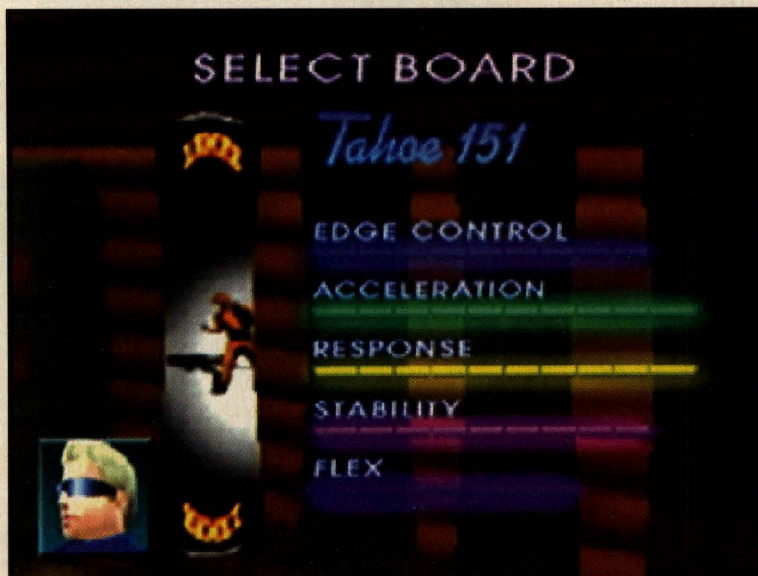 SELECT BOARD
Tahoe 151
EDGE CONTROL
ACCELERATION
RESPONSE
STABILITY
FLEX